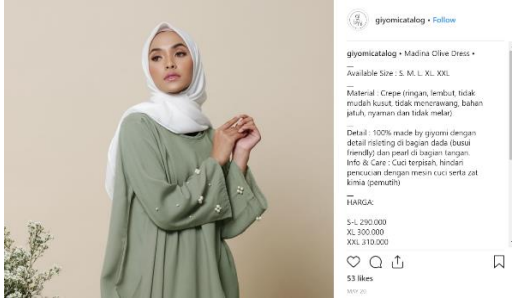 giyomicatalog • Follow
giyomicatalog • Madina Olive Dress •
Available Size : S, M, L, XL, XXL
Material : Crepe (ringan, lembut, tidak
mudah kusut, tidak menerawang, bahan
jatuh, nyaman dan tidak melar)
Detail : 100% made by giyomi dengan
detail risleting di bagian dada (busui
friendly) dan pearl di bagian tangan.
Info & Care : Cuci terpisah, hindari
pencucian dengan mesin cuci serta zat
kimia (pemutih)
HARGA:
S-L 290.000
XL 300.000
XXL 310.000
53 likes
MAY 20